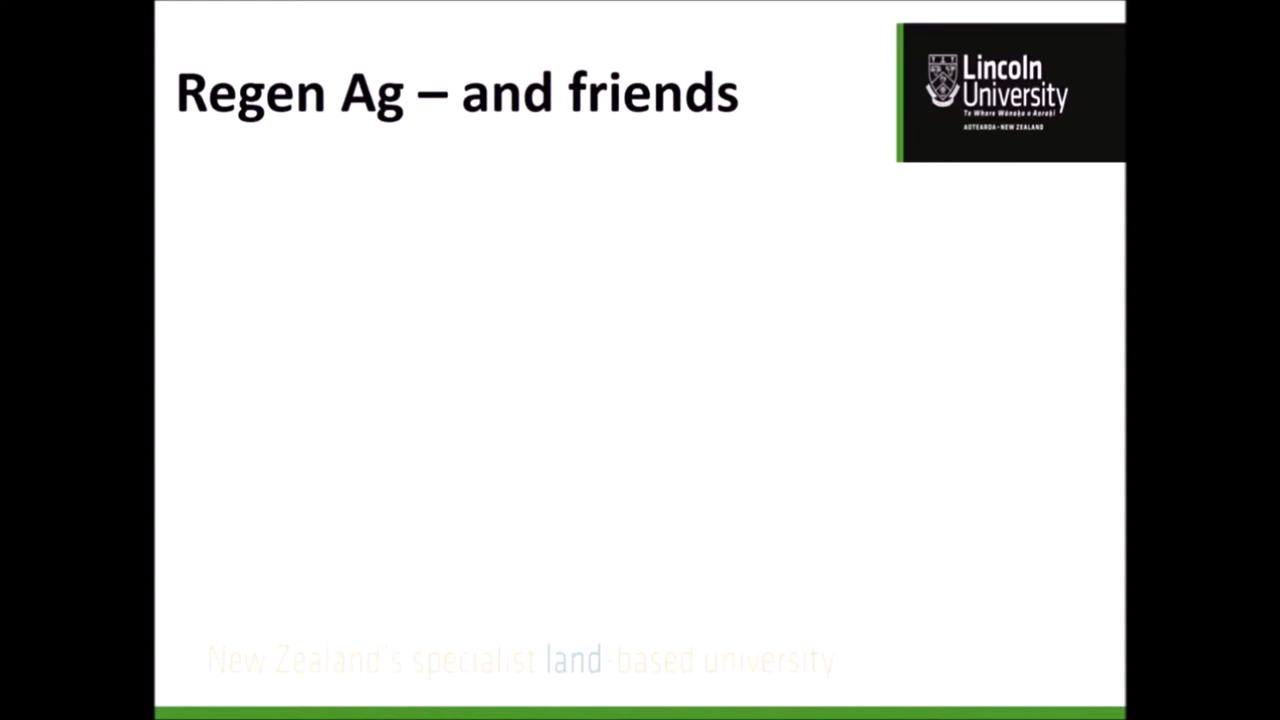 Regen Ag – and friends
Lincoln
University
Te Whare Wānaka o Aoraki
AOTEAROA • NEW ZEALAND
New Zealand's specialist land-based university